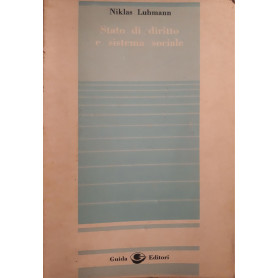 Niklas Luhmann
Stato di diritto
e sistema sociale
Guida Editori